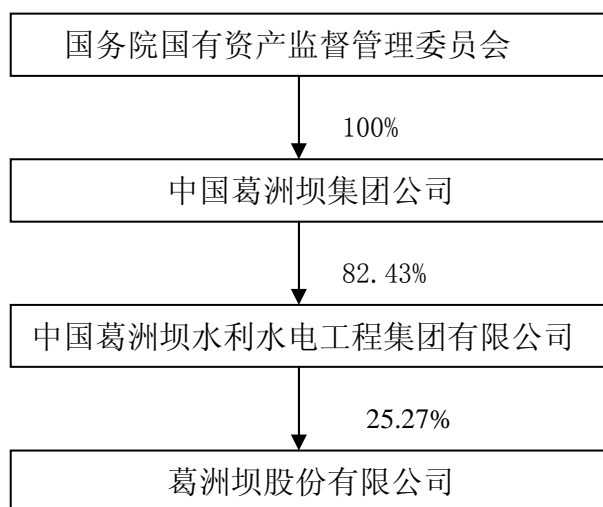 国务院国有资产监督管理委员会
100%
中国葛洲坝集团公司
82.43%
中国葛洲坝水利水电工程集团有限公司
25.27%
葛洲坝股份有限公司